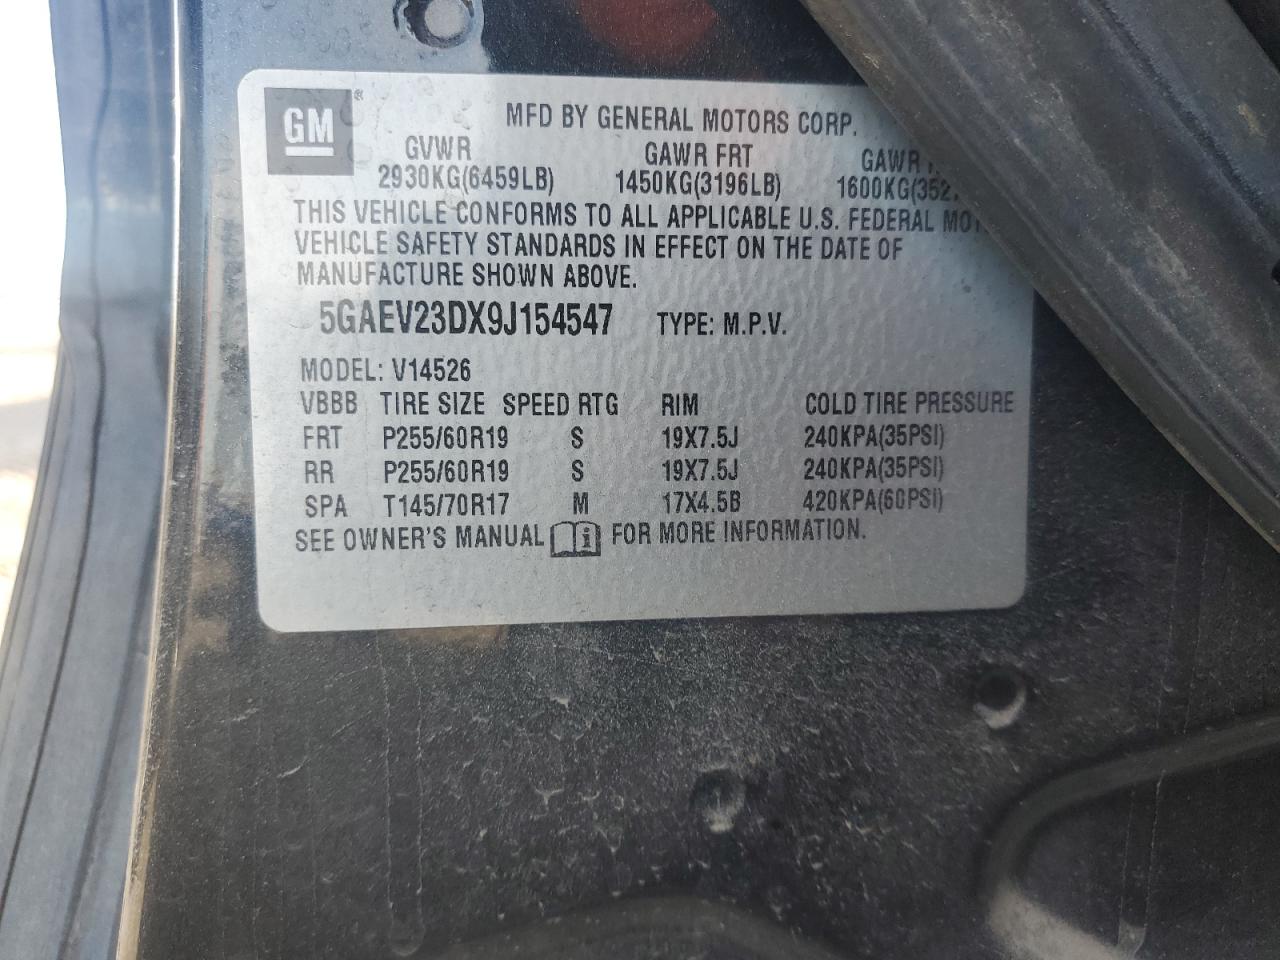 GM ® MFD BY GENERAL MOTORS CORP.
GVWR GAWR FRT GAWR
2930KG(6459LB) 1450KG(3196LB) 1600KG(352
THIS VEHICLE CONFORMS TO ALL APPLICABLE U.S. FEDERAL
VEHICLE SAFETY STANDARDS IN EFFECT ON THE DATE OF
MANUFACTURE SHOWN ABOVE.
5GAEV23DX9J154547 TYPE: M.P.V.
MODEL: V14526
VBBB TIRE SIZE SPEED RTG RIM COLD TIRE PRESSURE
FRT P255/60R19 S 19X7.5J 240KPA(35PSI)
RR P255/60R19 S 19X7.5J 240KPA(35PSI)
SPA T145/70R17 M 17X4.5B 420KPA(60PSI)
SEE OWNER'S MANUAL i FOR MORE INFORMATION.